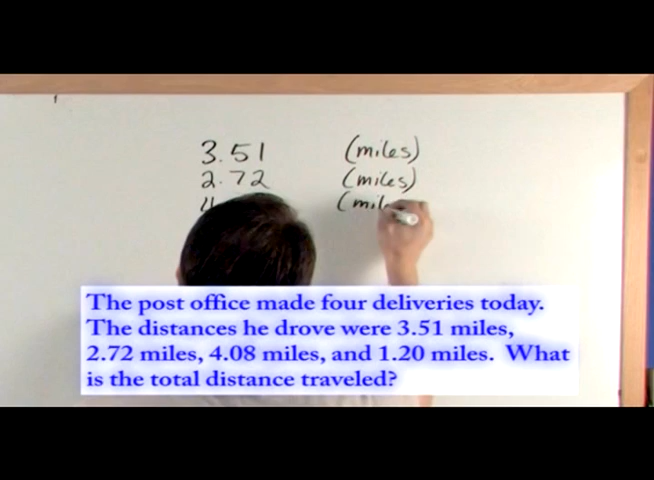 3.51 (miles)
2.72 (miles)
The post office made four deliveries today.
The distances he drove were 3.51 miles,
2.72 miles, 4.08 miles, and 1.20 miles. What
is the total distance traveled?